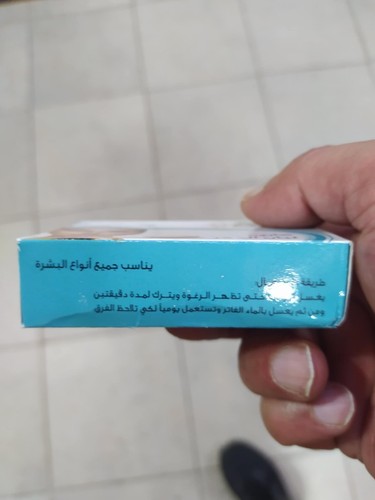 يناسب جميع أنواع البشرة
طريقة
حتى تظهر الرغوة ويترك لمدة دقيقتين
ومن ثم يغسل بالماء الفاتر وتستعمل يومياً لكي تلاحظ الفرق